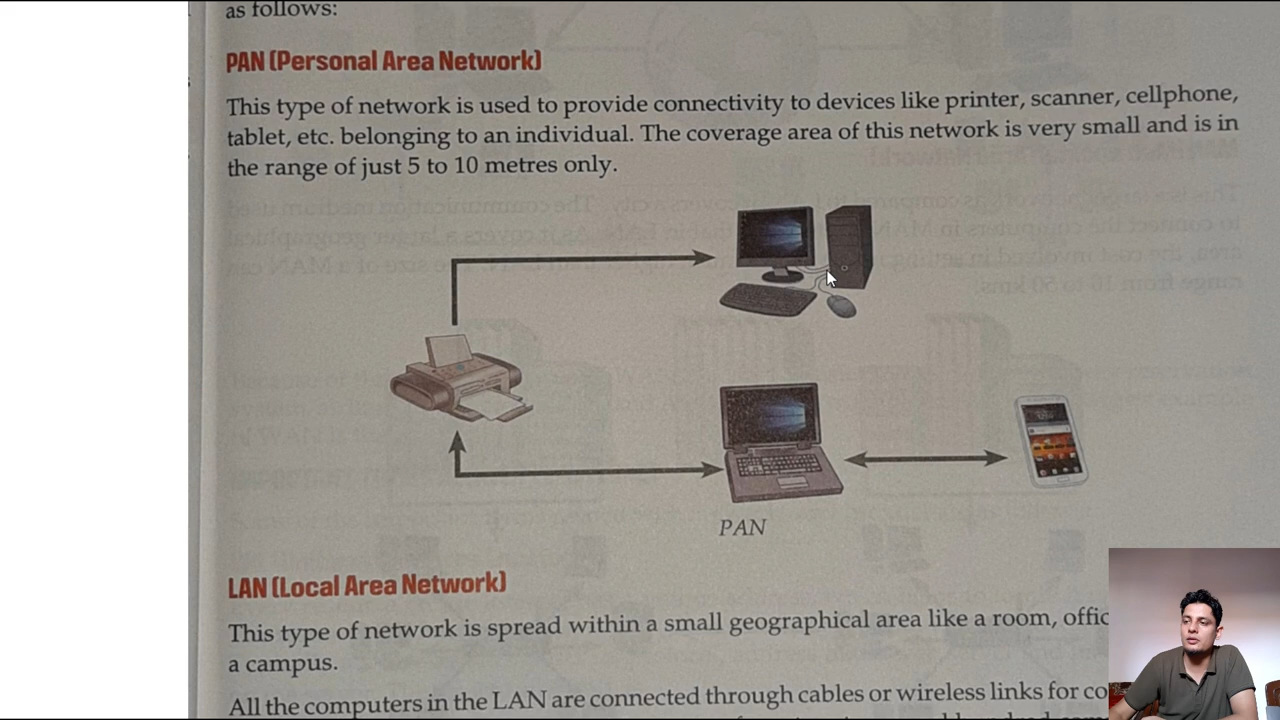 as follows:
PAN (Personal Area Network)
This type of network is used to provide connectivity to devices like printer, scanner, cellphone,
tablet, etc. belonging to an individual. The coverage area of this network is very small and is in
the range of just 5 to 10 metres only.
PAN
LAN (Local Area Network)
This type of network is spread within a small geographical area like a room,
a campus.
All the computers in the LAN are connected through cables or wireless links for